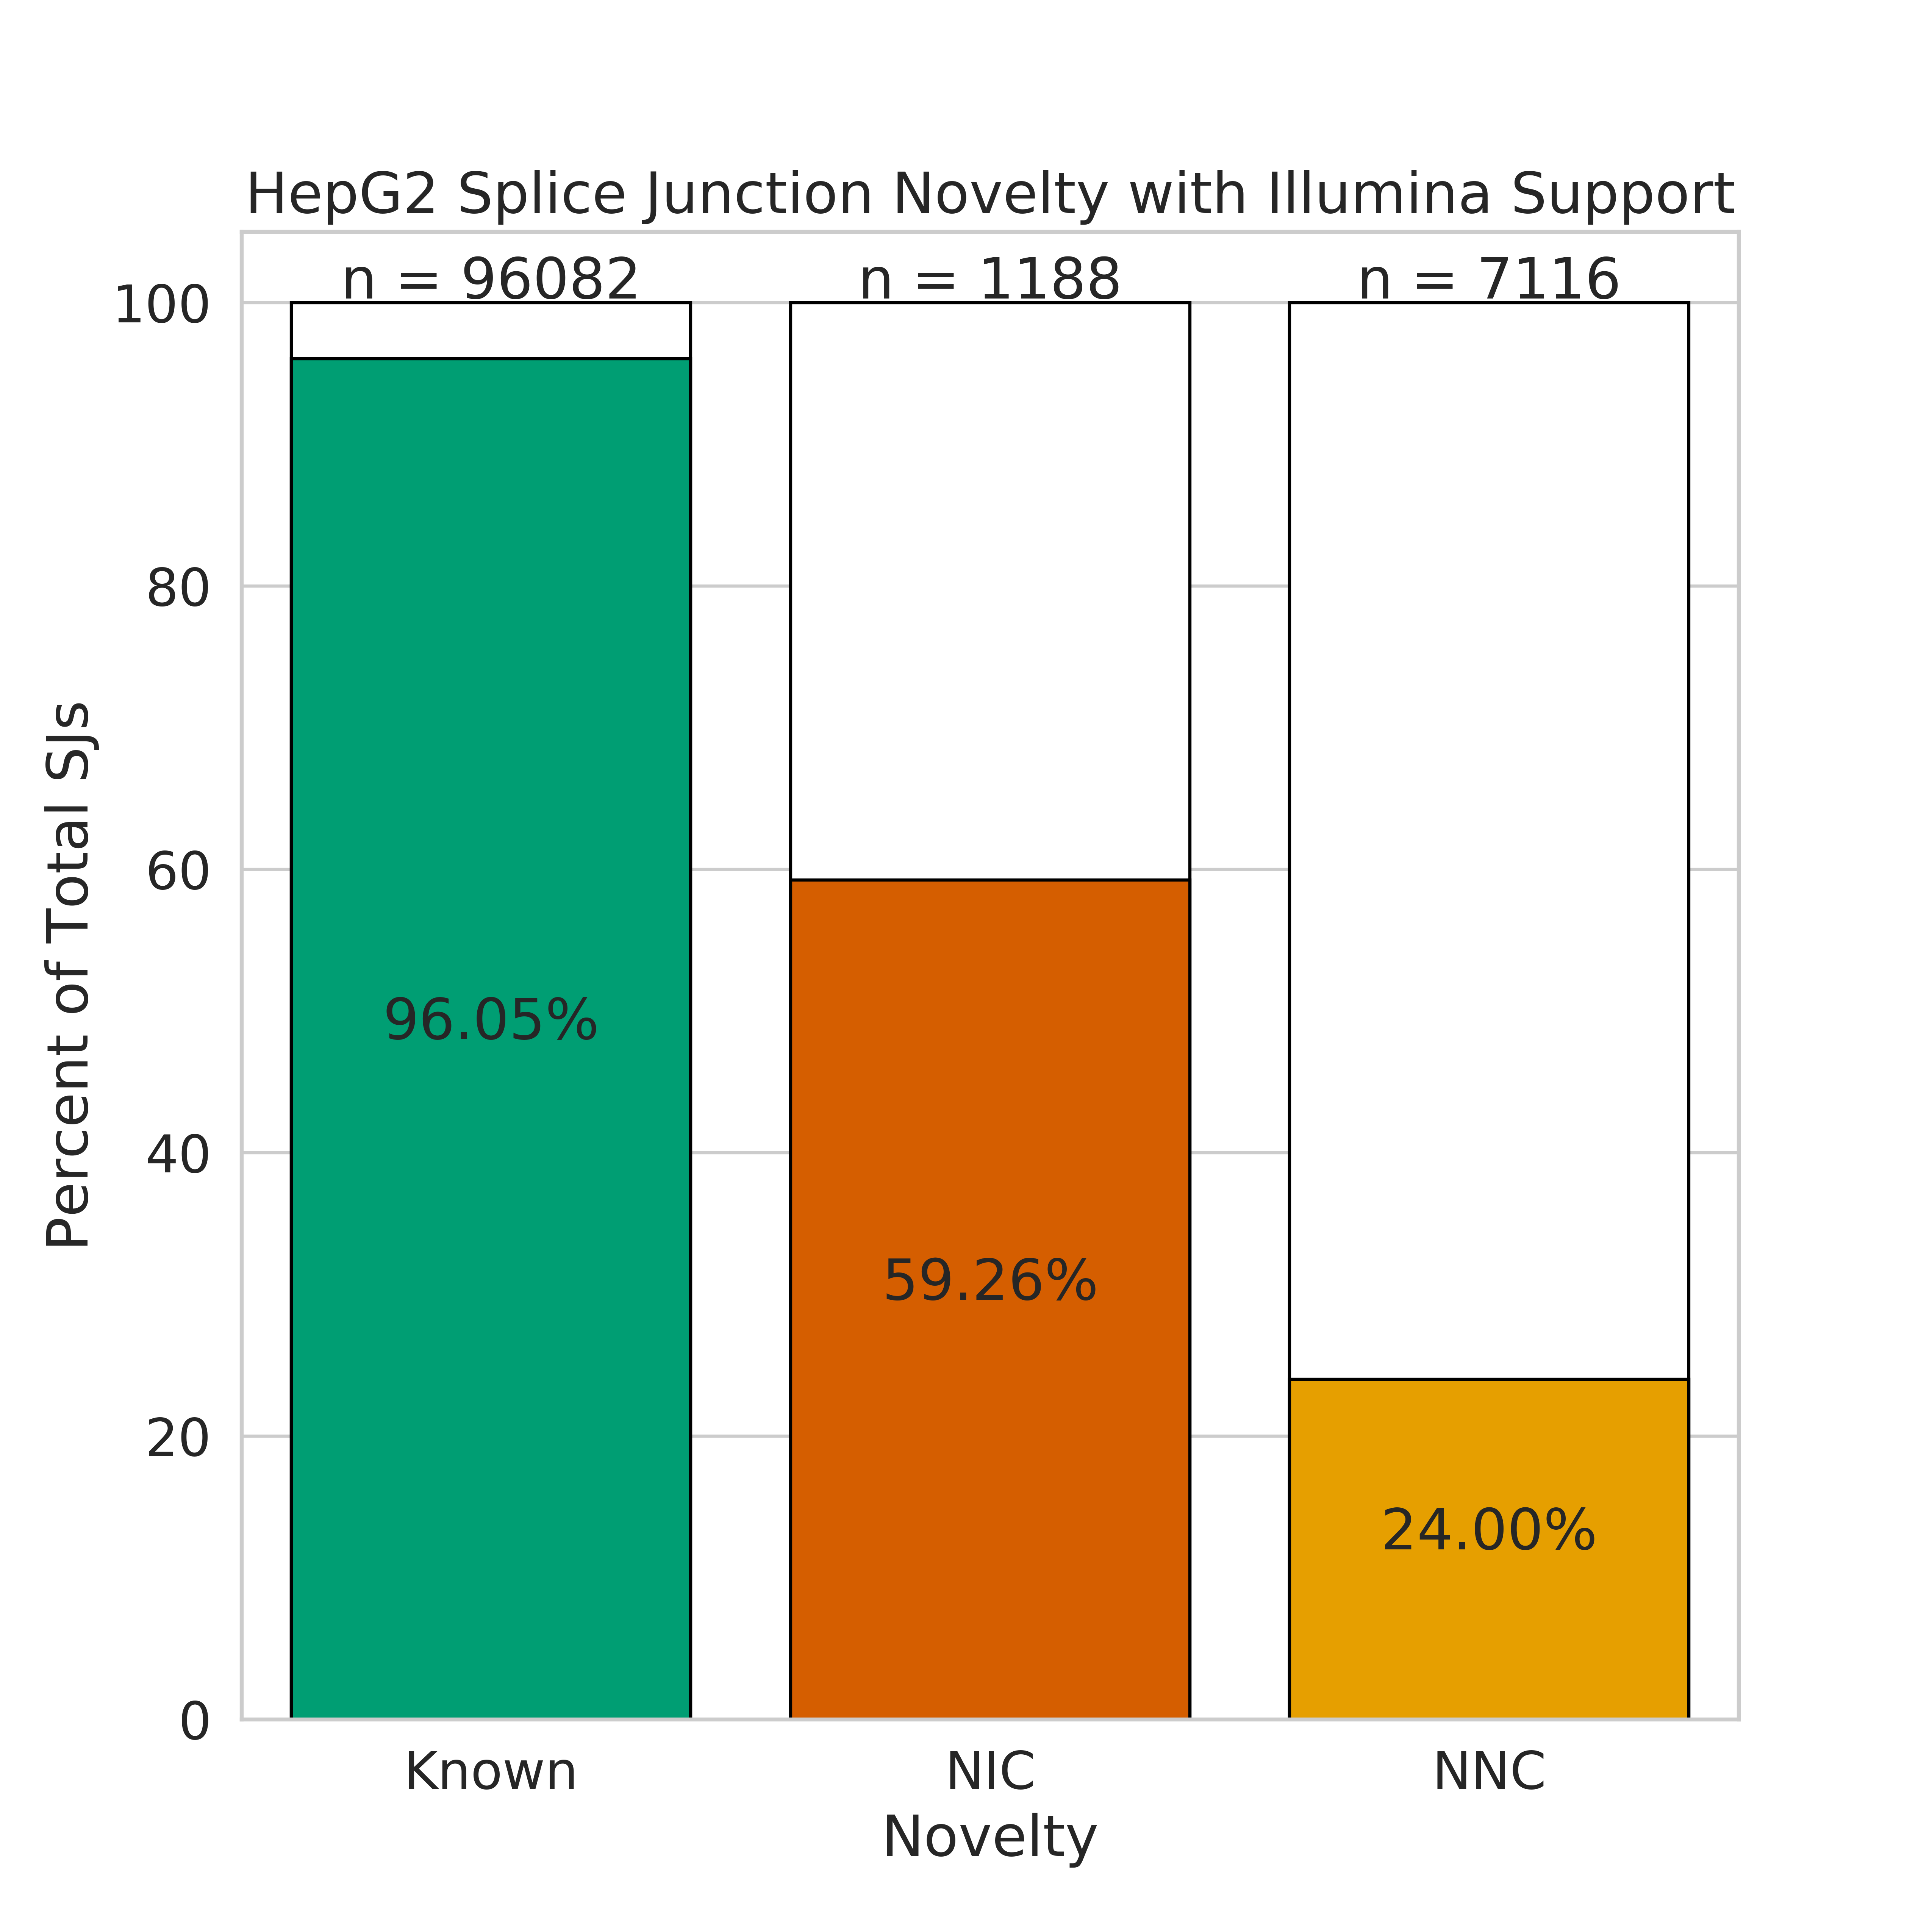 HepG2 Splice Junction Novelty with Illumina Support
n = 96082
n = 1188
n = 7116
100
80
60
40
20
0
Percent of Total SJs
96.05%
59.26%
24.00%
Known
NIC
NNC
Novelty